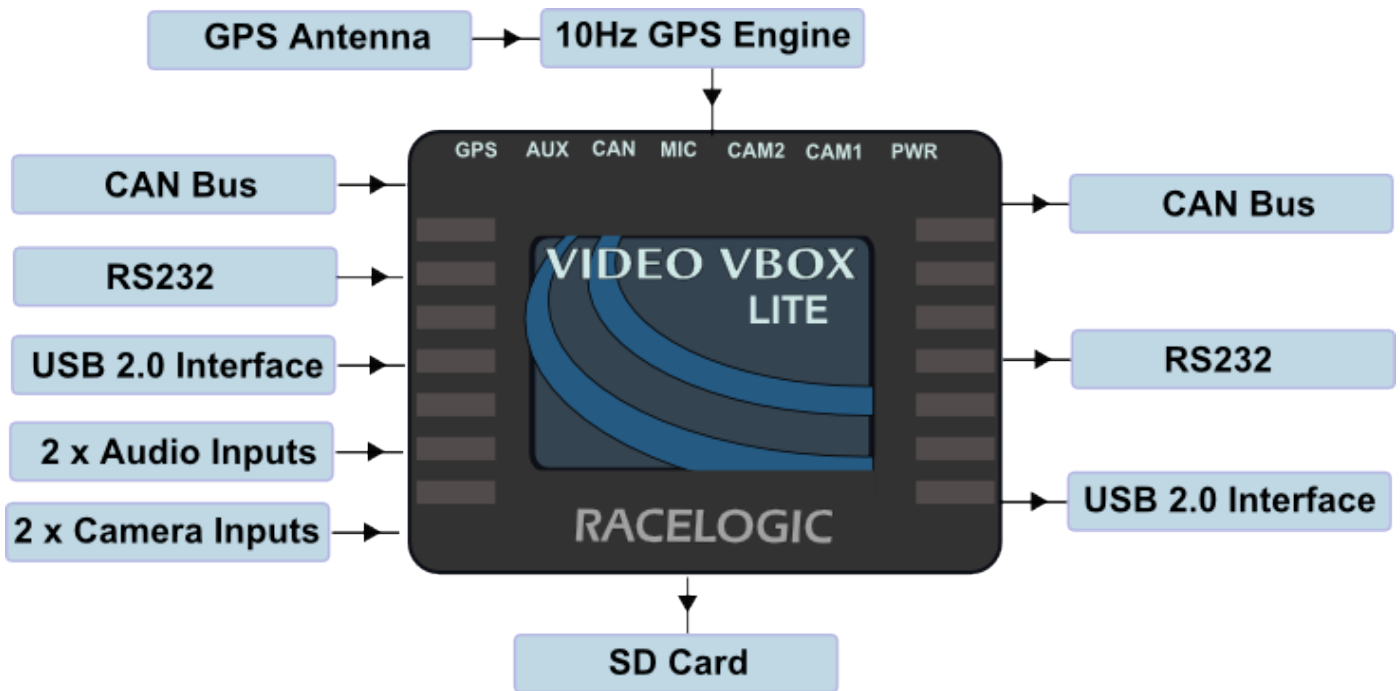 GPS Antenna
10Hz GPS Engine
GPS AUX CAN MIC CAM2 CAM1 PWR
CAN Bus
RS232
USB 2.0 Interface
2 x Audio Inputs
2 x Camera Inputs
VIDEO VBOX
LITE
RACELOGIC
CAN Bus
RS232
USB 2.0 Interface
SD Card